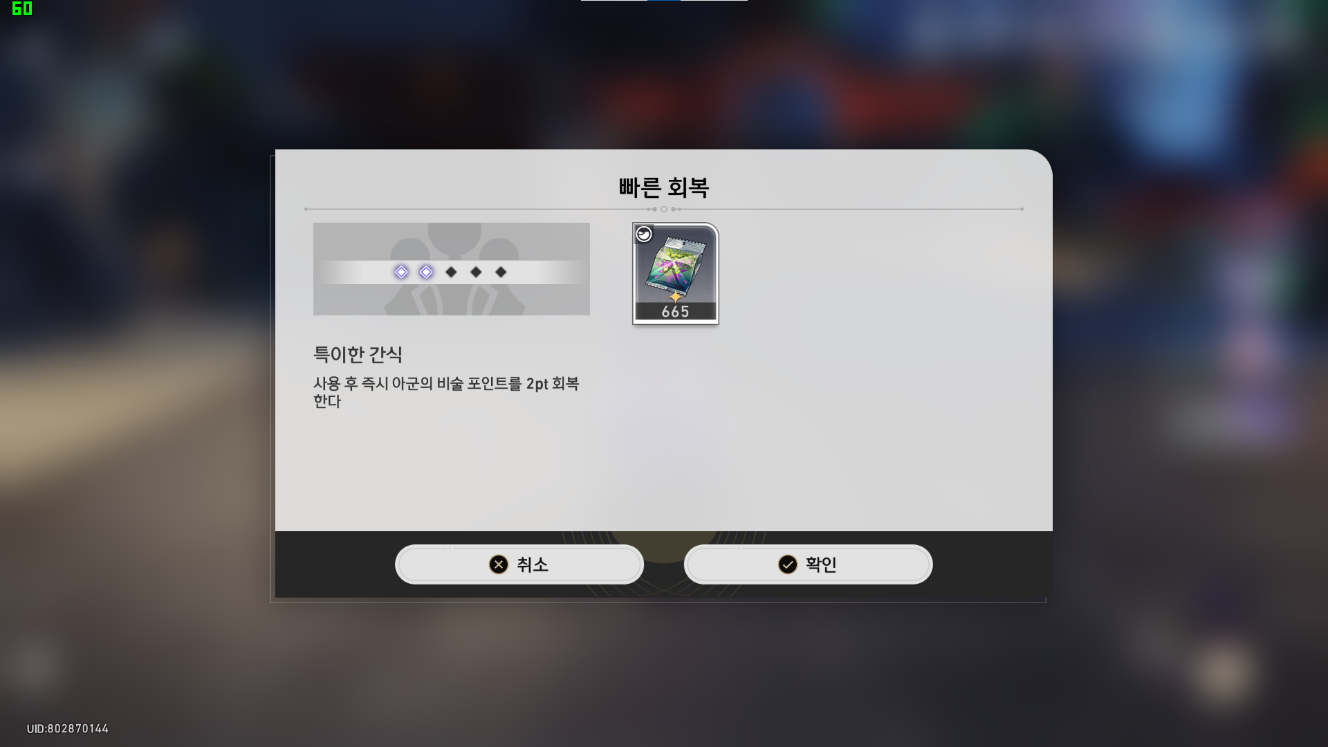 60
빠른 회복
665
특이한 간식
사용 후 즉시 아군의 비술 포인트를 2pt 회복
한다
취소
확인
UID:802870144